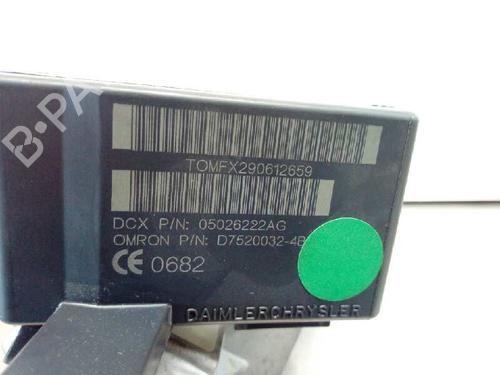 B-PA
TOMFX290612659
DCX P/N: 05026222AG
OMRON P/N: D7520032-4B
CE 0682
DAIMLERCHRYSLER